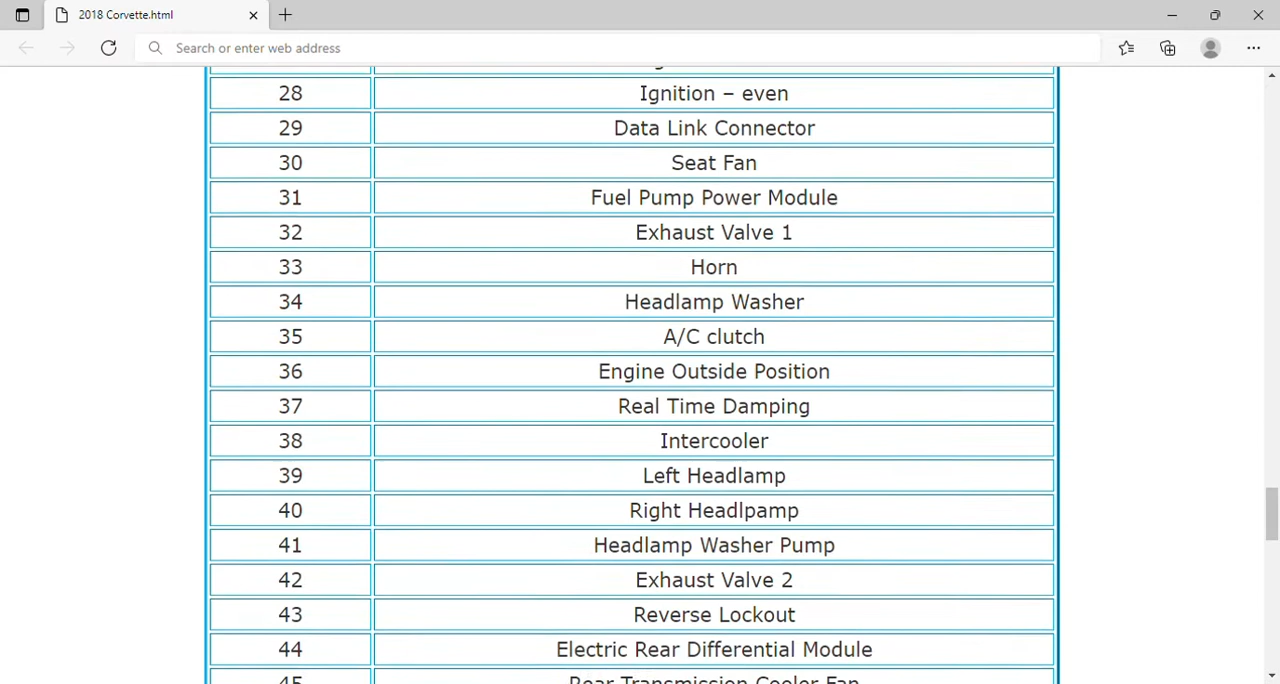 2018 Corvette.html
Search or enter web address
28 Ignition – even
29 Data Link Connector
30 Seat Fan
31 Fuel Pump Power Module
32 Exhaust Valve 1
33 Horn
34 Headlamp Washer
35 A/C clutch
36 Engine Outside Position
37 Real Time Damping
38 Intercooler
39 Left Headlamp
40 Right Headlpamp
41 Headlamp Washer Pump
42 Exhaust Valve 2
43 Reverse Lockout
44 Electric Rear Differential Module
45 Rear Transmission Cooler Fan